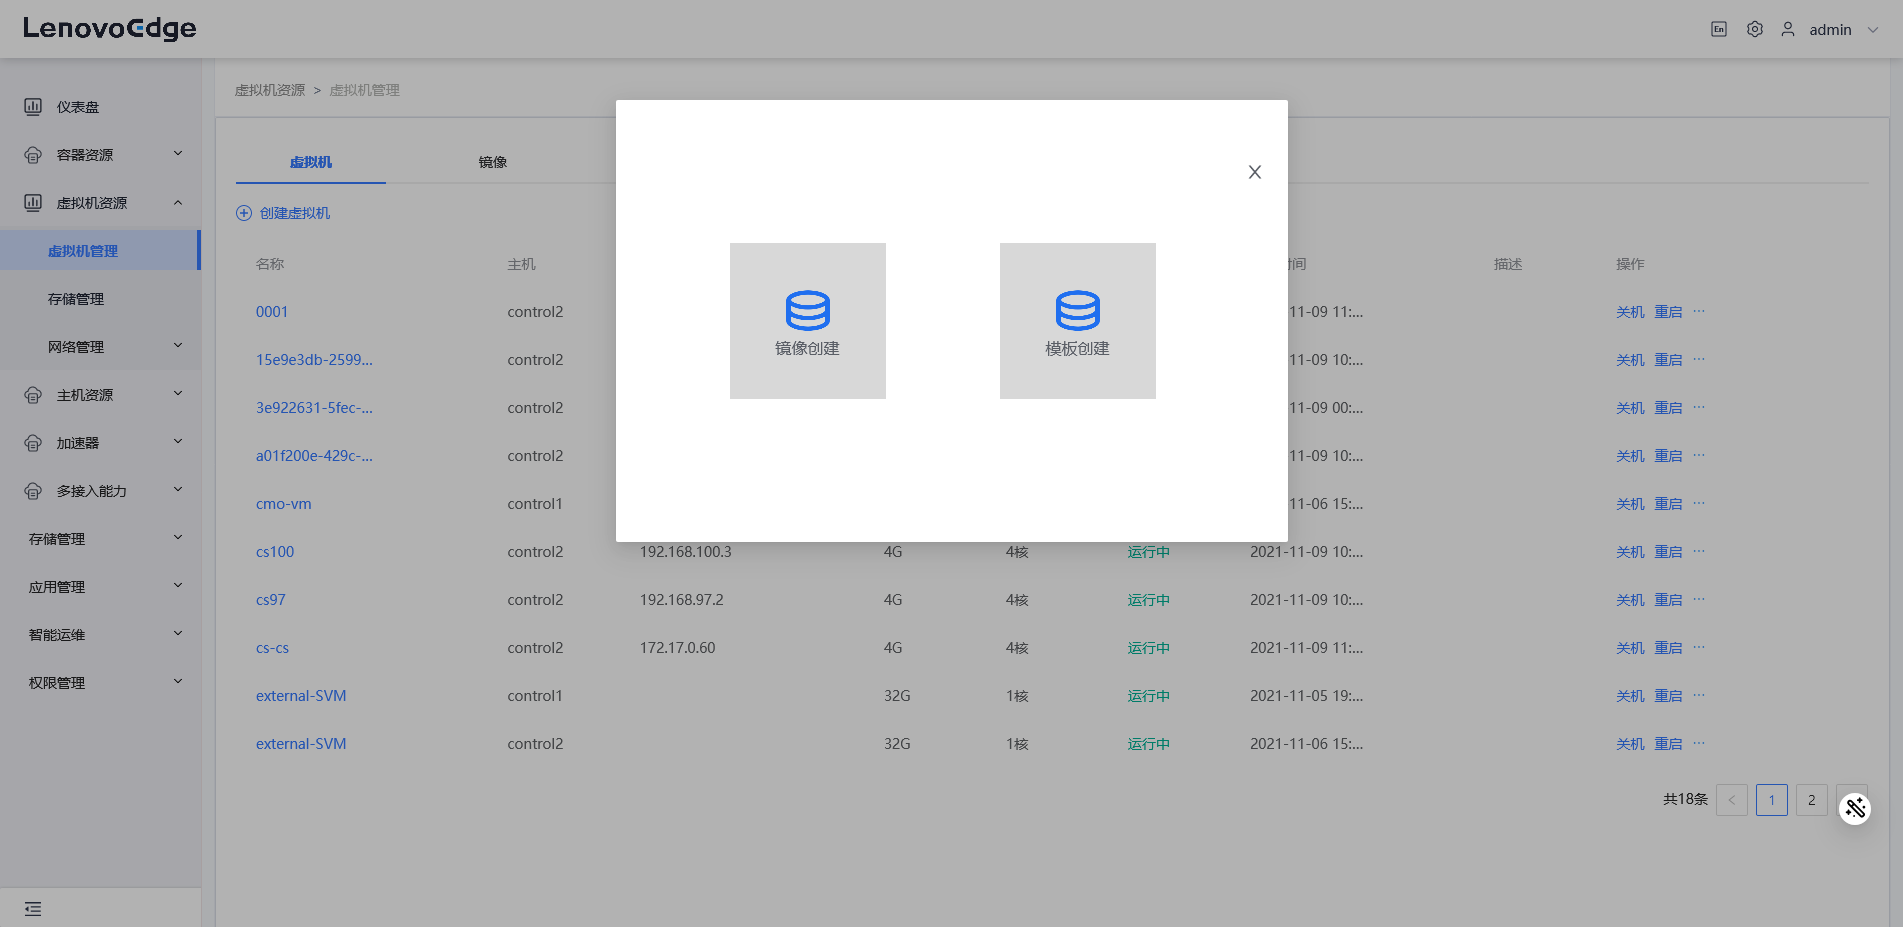 LenovoEdge
En
admin
仪表盘
容器资源
虚拟机资源
虚拟机管理
存储管理
网络管理
主机资源
加速器
多接入能力
存储管理
应用管理
智能运维
权限管理
虚拟机资源 > 虚拟机管理
虚拟机 镜像
创建虚拟机
名称 主机 时间 描述 操作
0001 control2 11-09 11:... 关机 重启 ...
15e9e3db-2599... control2 11-09 10:... 关机 重启 ...
3e922631-5fec-... control2 11-09 00:... 关机 重启 ...
a01f200e-429c-... control2 11-09 10:... 关机 重启 ...
cmo-vm control1 11-06 15:... 关机 重启 ...
cs100 control2 192.168.100.3 4G 4核 运行中 2021-11-09 10:... 关机 重启 ...
cs97 control2 192.168.97.2 4G 4核 运行中 2021-11-09 10:... 关机 重启 ...
cs-cs control2 172.17.0.60 4G 4核 运行中 2021-11-09 11:... 关机 重启 ...
external-SVM control1 32G 1核 运行中 2021-11-05 19:... 关机 重启 ...
external-SVM control2 32G 1核 运行中 2021-11-06 15:... 关机 重启 ...
共18条 < 1 2
镜像创建
模板创建